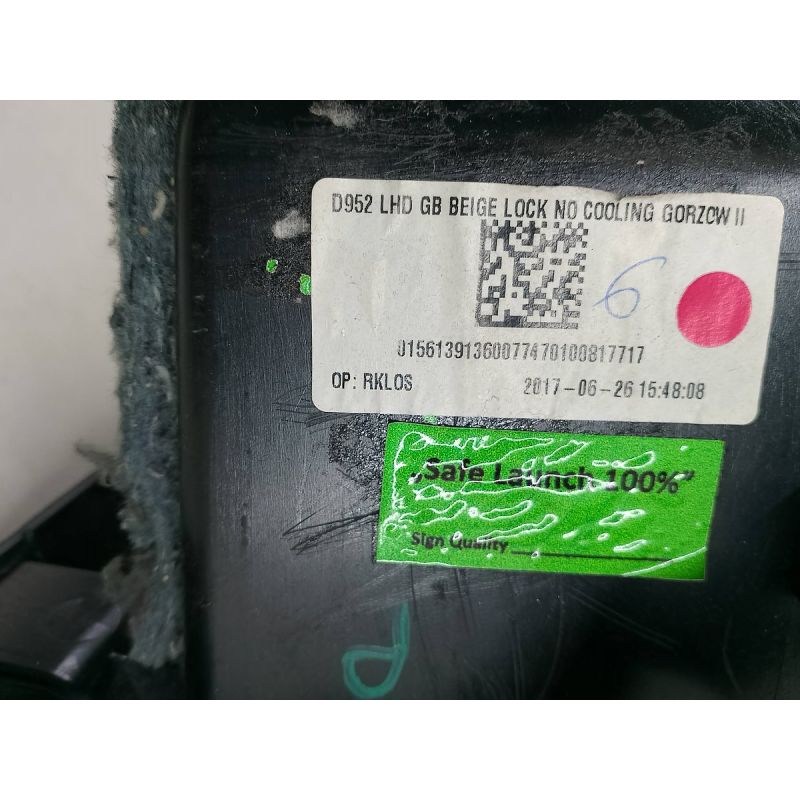 D952 LHD GB BEIGE LOCK NO COOLING GORZOW II
6
01561391360077470100817717
OP: RKLOS 2017-06-26 15:48:08
„Safe Launch 100%”
Sign Quality